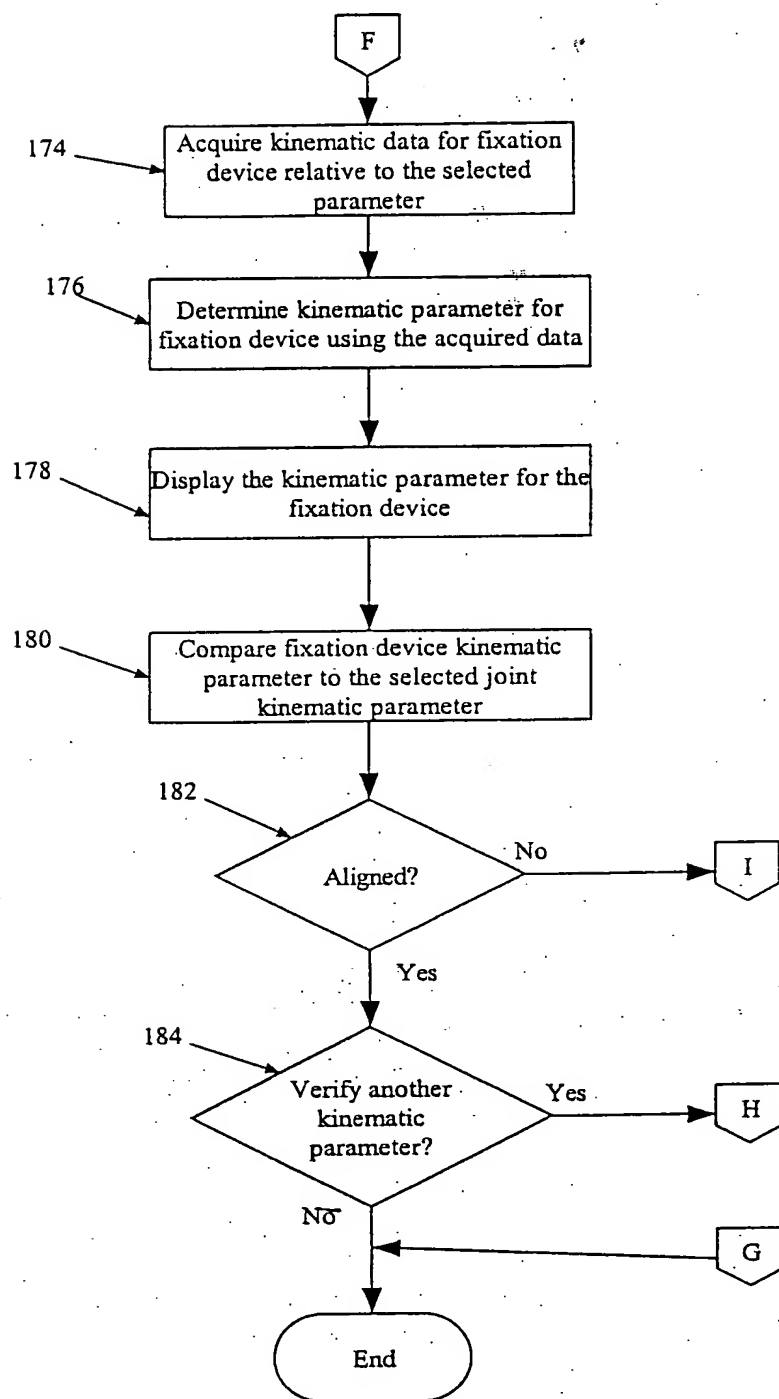 F
174
Acquire kinematic data for fixation
device relative to the selected
parameter
176
Determine kinematic parameter for
fixation device using the acquired data
178
Display the kinematic parameter for the
fixation device
180
Compare fixation device kinematic
parameter to the selected joint
kinematic parameter
182
Aligned?
No
I
Yes
184
Verify another
kinematic
parameter?
Yes
H
No
G
End